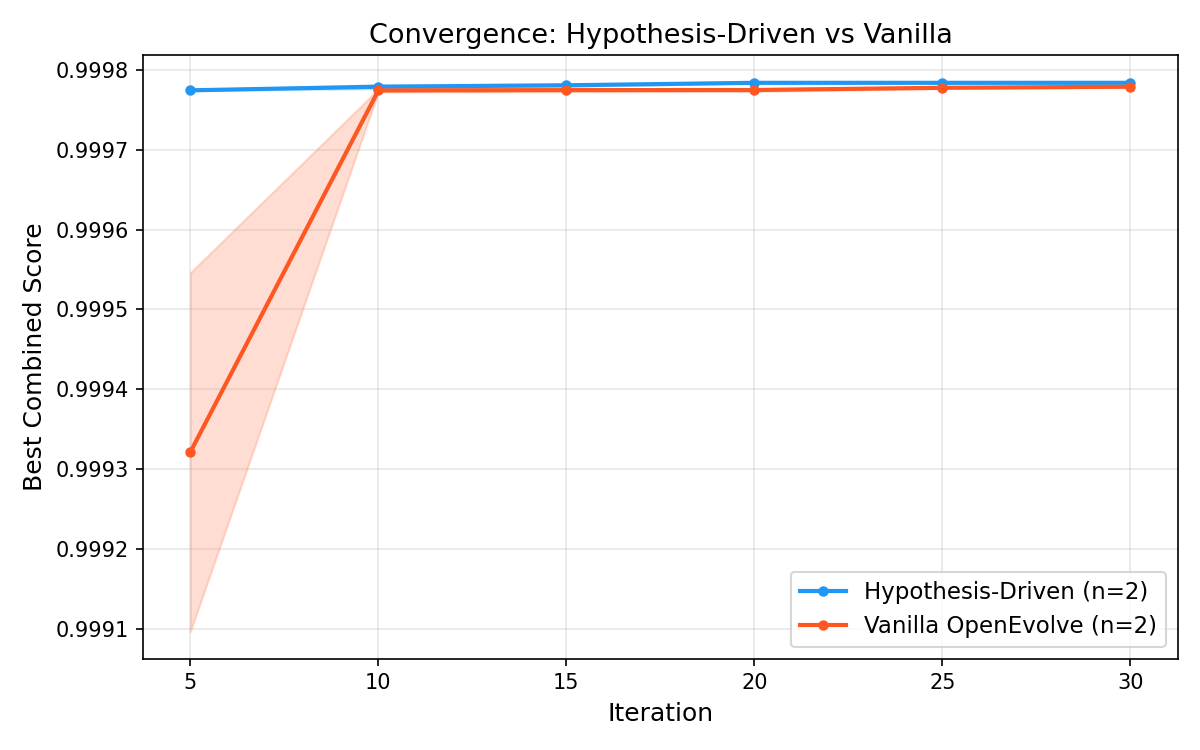 Convergence: Hypothesis-Driven vs Vanilla
Best Combined Score
0.9998
0.9997
0.9996
0.9995
0.9994
0.9993
0.9992
0.9991
Hypothesis-Driven (n=2)
Vanilla OpenEvolve (n=2)
5 10 15 20 25 30
Iteration